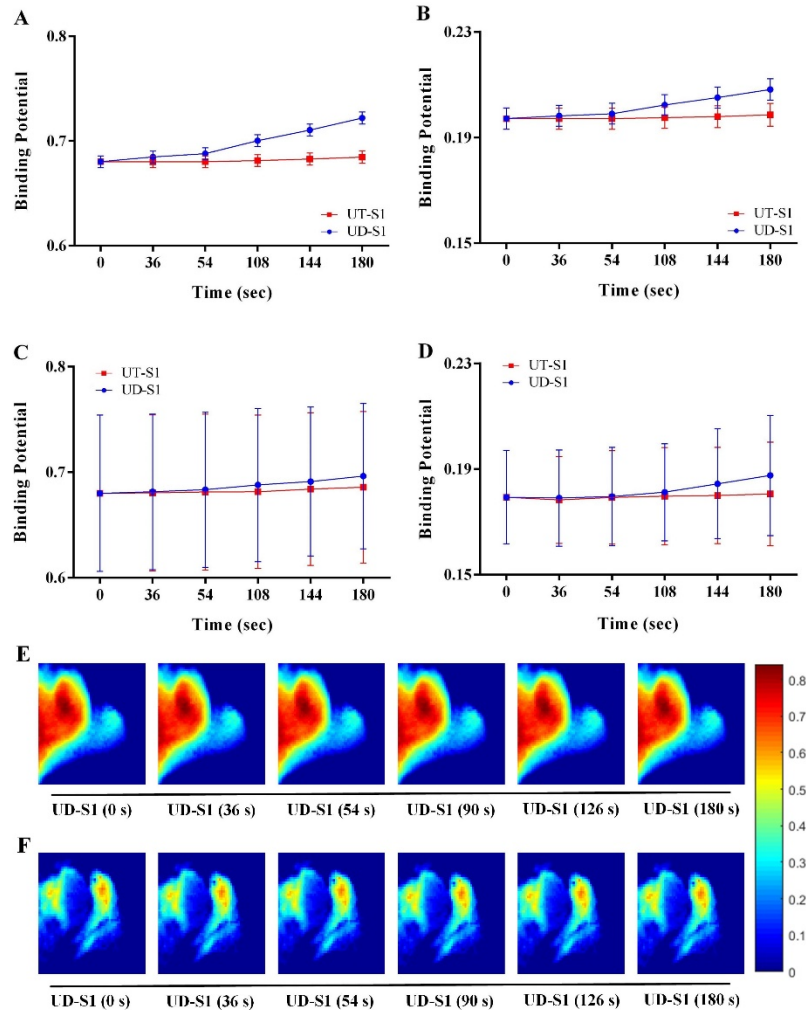 A
B
0.8
0.7
0.6
Binding Potential
UT-S1
UD-S1
0 36 54 108 144 180
Time (sec)
0.23
0.19
0.15
Binding Potential
UT-S1
UD-S1
0 36 54 108 144 180
Time (sec)
C
D
0.8
0.7
0.6
Binding Potential
UT-S1
UD-S1
0 36 54 108 144 180
Time (sec)
0.23
0.19
0.15
Binding Potential
UT-S1
UD-S1
0 36 54 108 144 180
Time (sec)
E
UD-S1 (0 s) UD-S1 (36 s) UD-S1 (54 s) UD-S1 (90 s) UD-S1 (126 s) UD-S1 (180 s)
F
UD-S1 (0 s) UD-S1 (36 s) UD-S1 (54 s) UD-S1 (90 s) UD-S1 (126 s) UD-S1 (180 s)
0.8
0.7
0.6
0.5
0.4
0.3
0.2
0.1
0